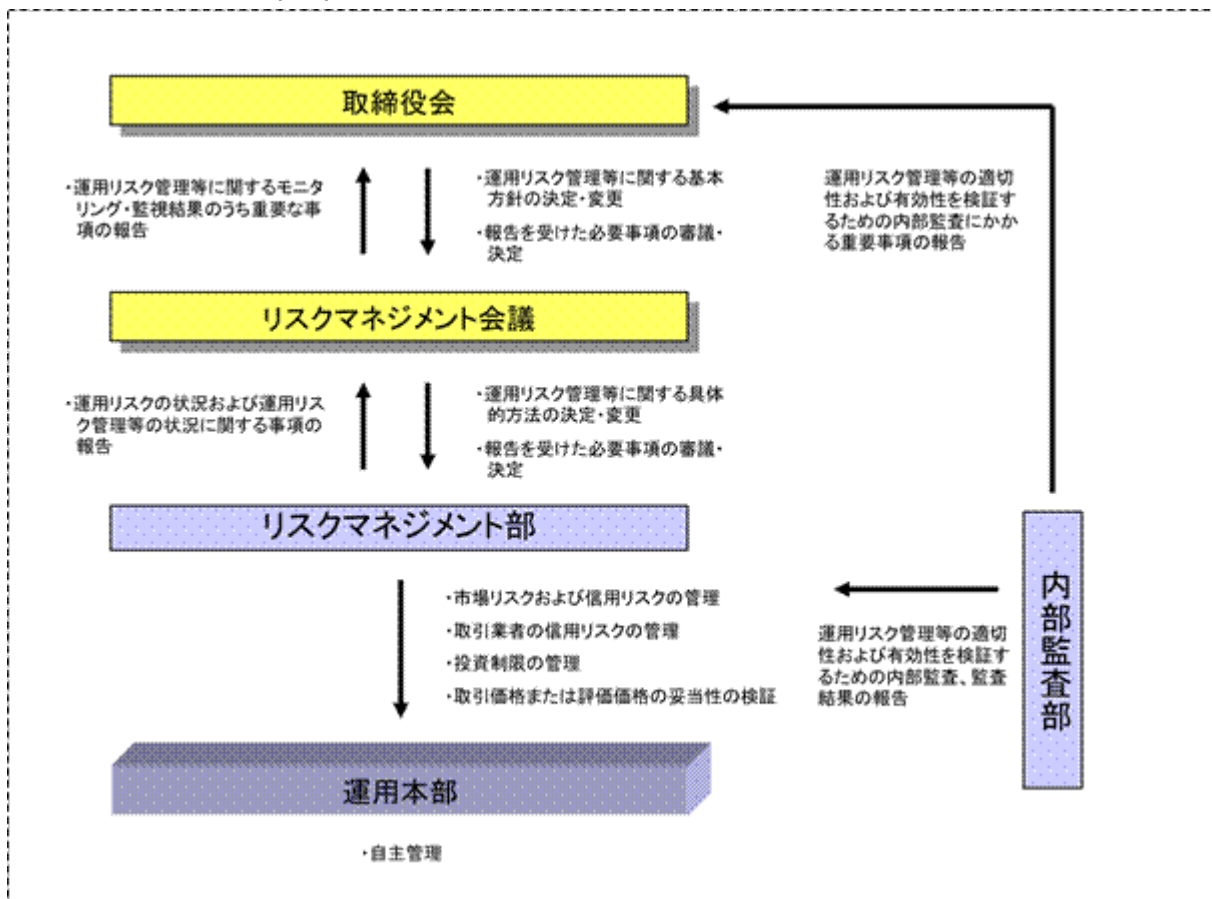 取締役会
・運用リスク管理等に関するモニ
タリング・監視結果のうち重要な事
項の報告
・運用リスク管理等に関する基本
方針の決定・変更
・報告を受けた必要事項の審議・
決定
運用リスク管理等の適切
性および有効性を検証す
るための内部監査にかか
る重要事項の報告
リスクマネジメント会議
・運用リスクの状況および運用リス
ク管理等の状況に関する事項の
報告
・運用リスク管理等に関する具体
的方法の決定・変更
・報告を受けた必要事項の審議・
決定
リスクマネジメント部
・市場リスクおよび信用リスクの管理
・取引業者の信用リスクの管理
・投資制限の管理
・取引価格または評価価格の妥当性の検証
運用リスク管理等の適切
性および有効性を検証す
るための内部監査、監査
結果の報告
内部監査部
運用本部
・自主管理